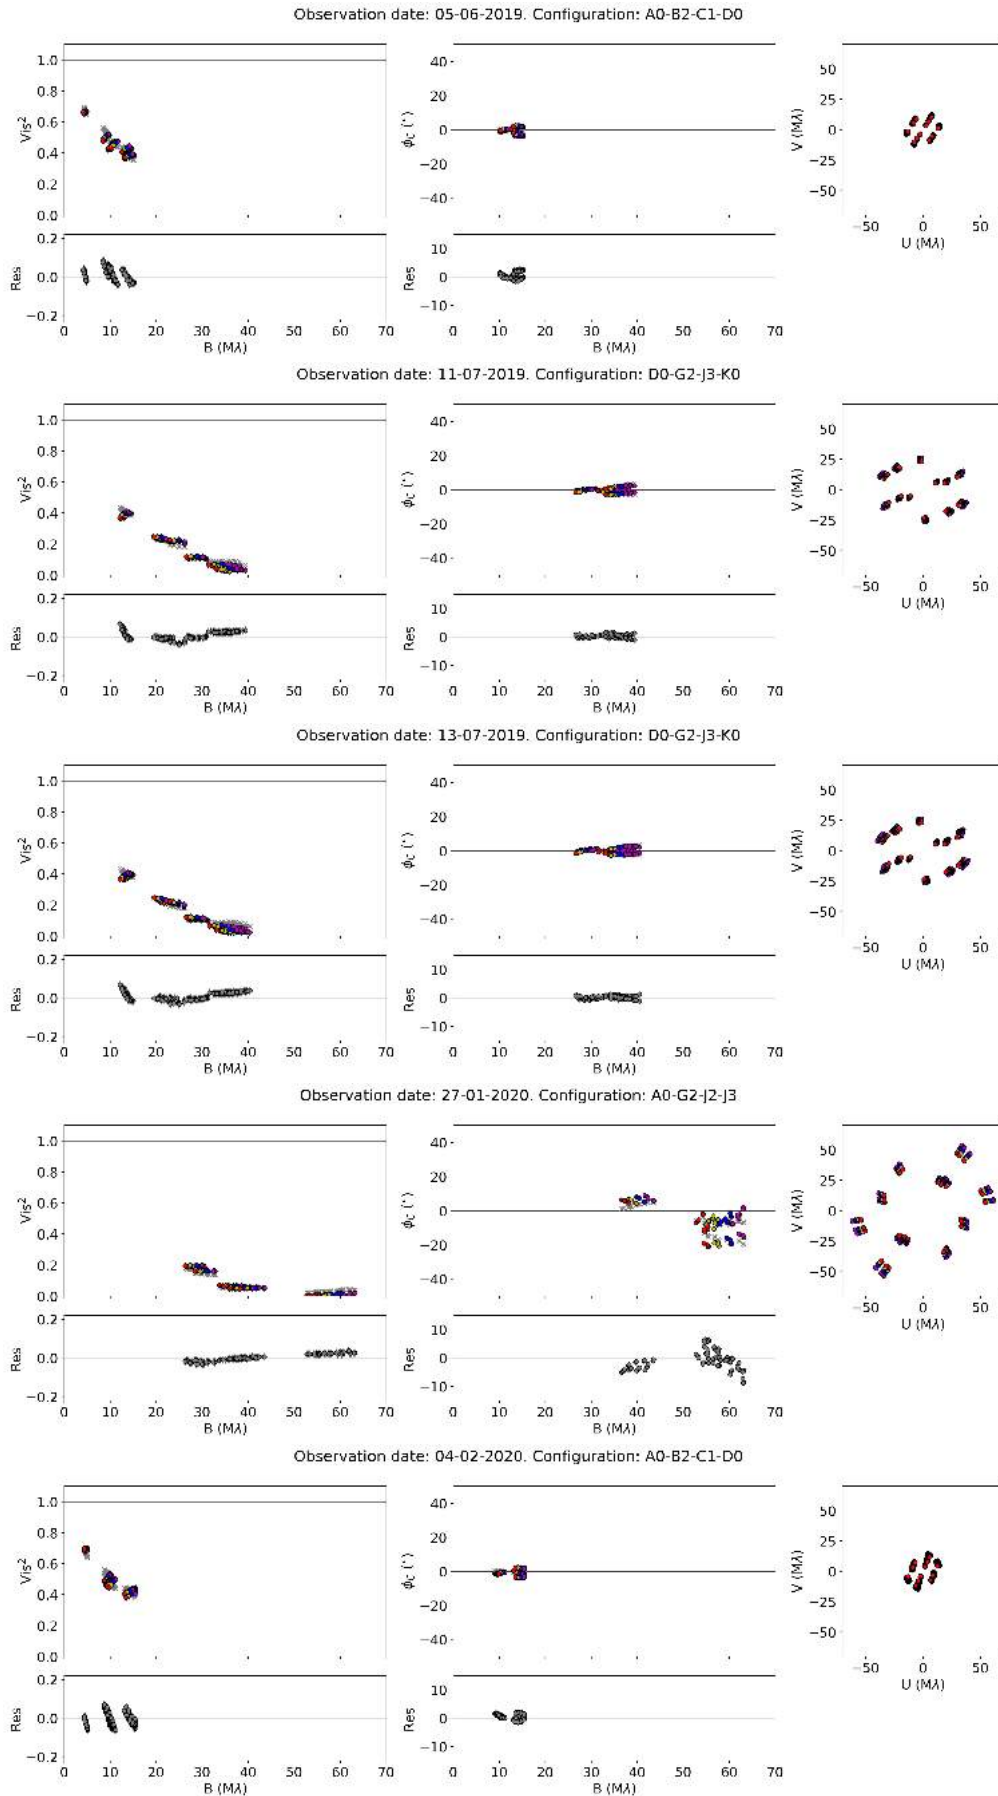 Observation date: 05-06-2019. Configuration: A0-B2-C1-D0
1.0
0.8
0.6
0.4
0.2
0.0
Vis²
40
20
0
−20
−40
ϕC (°)
50
25
0
−25
−50
V (Mλ)
−50 0 50
U (Mλ)
0.2
0.0
−0.2
Res
0 10 20 30 40 50 60 70
B (Mλ)
10
0
−10
Res
0 10 20 30 40 50 60 70
B (Mλ)
Observation date: 11-07-2019. Configuration: D0-G2-J3-K0
1.0
0.8
0.6
0.4
0.2
0.0
Vis²
40
20
0
−20
−40
ϕC (°)
50
25
0
−25
−50
V (Mλ)
−50 0 50
U (Mλ)
0.2
0.0
−0.2
Res
0 10 20 30 40 50 60 70
B (Mλ)
10
0
−10
Res
0 10 20 30 40 50 60 70
B (Mλ)
Observation date: 13-07-2019. Configuration: D0-G2-J3-K0
1.0
0.8
0.6
0.4
0.2
0.0
Vis²
40
20
0
−20
−40
ϕC (°)
50
25
0
−25
−50
V (Mλ)
−50 0 50
U (Mλ)
0.2
0.0
−0.2
Res
0 10 20 30 40 50 60 70
B (Mλ)
10
0
−10
Res
0 10 20 30 40 50 60 70
B (Mλ)
Observation date: 27-01-2020. Configuration: A0-G2-J2-J3
1.0
0.8
0.6
0.4
0.2
0.0
Vis²
40
20
0
−20
−40
ϕC (°)
50
25
0
−25
−50
V (Mλ)
−50 0 50
U (Mλ)
0.2
0.0
−0.2
Res
0 10 20 30 40 50 60 70
B (Mλ)
10
0
−10
Res
0 10 20 30 40 50 60 70
B (Mλ)
Observation date: 04-02-2020. Configuration: A0-B2-C1-D0
1.0
0.8
0.6
0.4
0.2
0.0
Vis²
40
20
0
−20
−40
ϕC (°)
50
25
0
−25
−50
V (Mλ)
−50 0 50
U (Mλ)
0.2
0.0
−0.2
Res
0 10 20 30 40 50 60 70
B (Mλ)
10
0
−10
Res
0 10 20 30 40 50 60 70
B (Mλ)